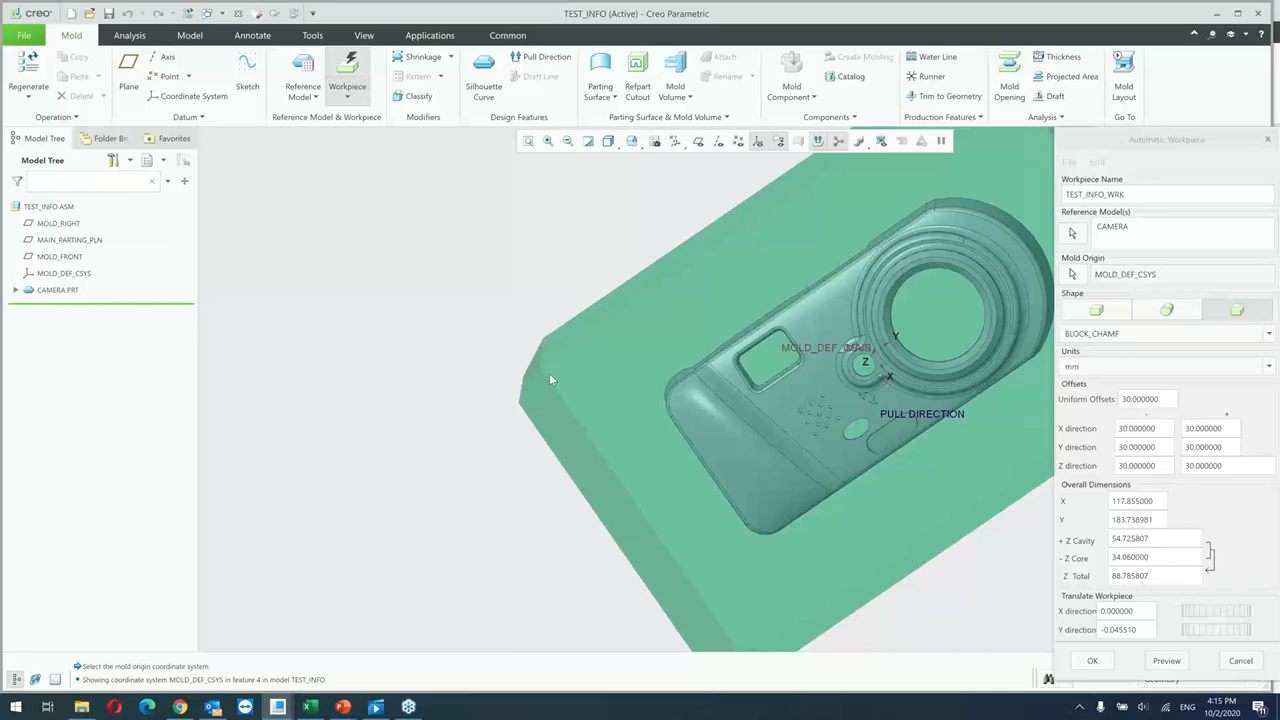 creo
TEST_INFO (Active) - Creo Parametric
File Mold Analysis Model Annotate Tools View Applications Common
Regenerate
Copy
Paste
Delete
Operation
Plane
Axis
Point
Coordinate System
Sketch
Datum
Reference Model
Workpiece
Reference Model & Workpiece
Shrinkage
Pattern
Classify
Modifiers
Silhouette Curve
Pull Direction
Draft Line
Design Features
Parting Surface
Refpart Cutout
Mold Volume
Attach
Rename
Parting Surface & Mold Volume
Mold Component
Create Molding
Catalog
Components
Water Line
Runner
Trim to Geometry
Production Features
Mold Opening
Thickness
Projected Area
Draft
Analysis
Mold Layout
Go To
Model Tree
Folder Br
Favorites
Model Tree
TEST_INFO.ASM
MOLD_RIGHT
MAIN_PARTING_PLN
MOLD_FRONT
MOLD_DEF_CSYS
CAMERA.PRT
Y
Z
X
PULL DIRECTION
Automatic Workpiece
File Edit
Workpiece Name
TEST_INFO_WRK
Reference Model(s)
CAMERA
Mold Origin
MOLD_DEF_CSYS
Shape
BLOCK_CHAMF
Units
mm
Offsets
Uniform Offsets 30.000000
- +
X direction 30.000000 30.000000
Y direction 30.000000 30.000000
Z direction 30.000000 30.000000
Overall Dimensions
X 117.855000
Y 183.738981
+ Z Cavity 54.725807
- Z Core 34.060000
Z Total 88.785807
Translate Workpiece
X direction 0.000000
Y direction -0.045510
OK Preview Cancel
Select the mold origin coordinate system.
Showing coordinate system MOLD_DEF_CSYS in feature 4 in model TEST_INFO.
Geometry
ENG
4:15 PM
10/2/2020